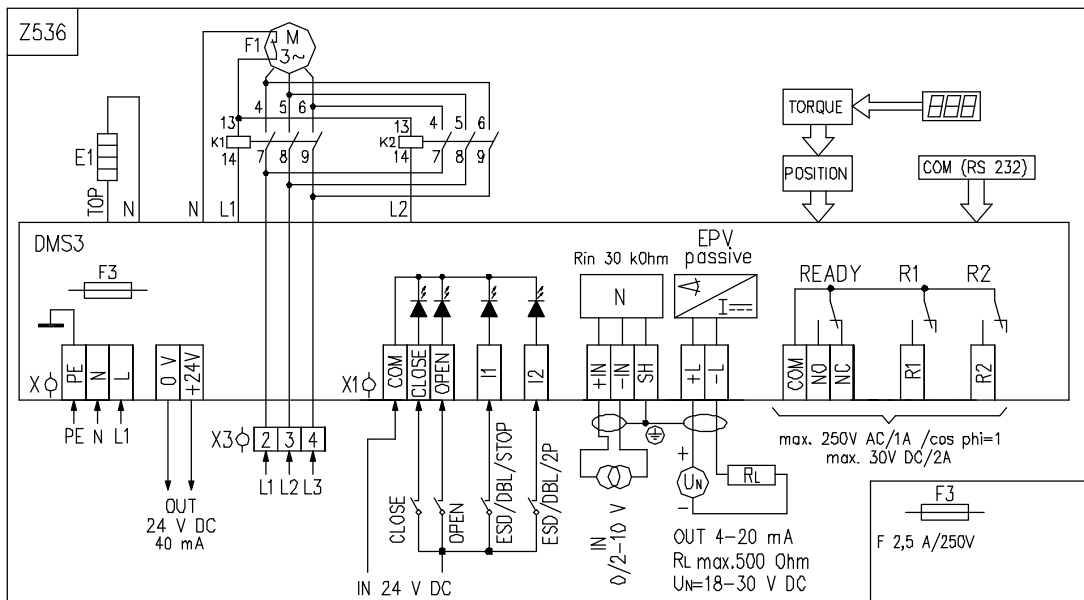 Z536
F1
M
3~
4 5 6
13
K1
14
7 8 9
13
K2
14
4 5 6
7 8 9
E1
TOP
N
N
L1
L2
TORQUE
POSITION
COM (RS 232)
DMS3
F3
Rin 30 kOhm
N
EPV
passive
I
READY
R1
R2
X
PE
N
L
0 V
+24V
X1
COM
CLOSE
OPEN
I1
I2
+IN
-IN
SH
+L
-L
COM
NO
NC
R1
R2
PE N L1
X3
2 3 4
L1 L2 L3
OUT
24 V DC
40 mA
CLOSE
OPEN
ESD/DBL/STOP
ESD/DBL/2P
IN 24 V DC
IN
0/2-10 V
+
UN
-
RL
OUT 4-20 mA
RL max.500 Ohm
UN=18-30 V DC
max. 250V AC/1A /cos phi=1
max. 30V DC/2A
F3
F 2,5 A/250V